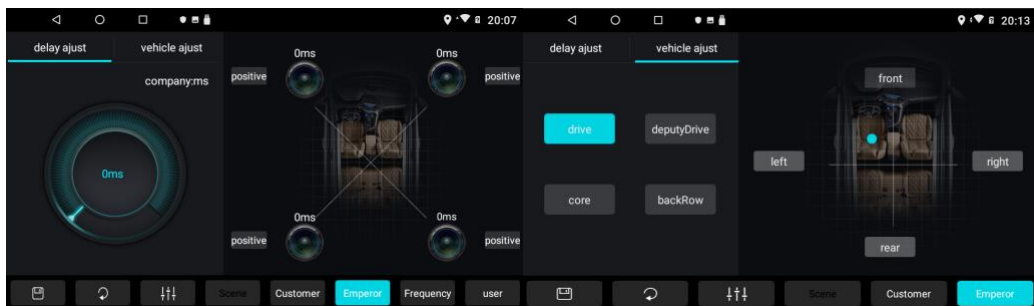 20:07
delay ajust vehicle ajust
company:ms
0ms
0ms 0ms
positive positive
0ms 0ms
positive positive
Scene Customer Emperor Frequency user
20:13
delay ajust vehicle ajust
drive deputyDrive
core backRow
front
left right
rear
Scene Customer Emperor